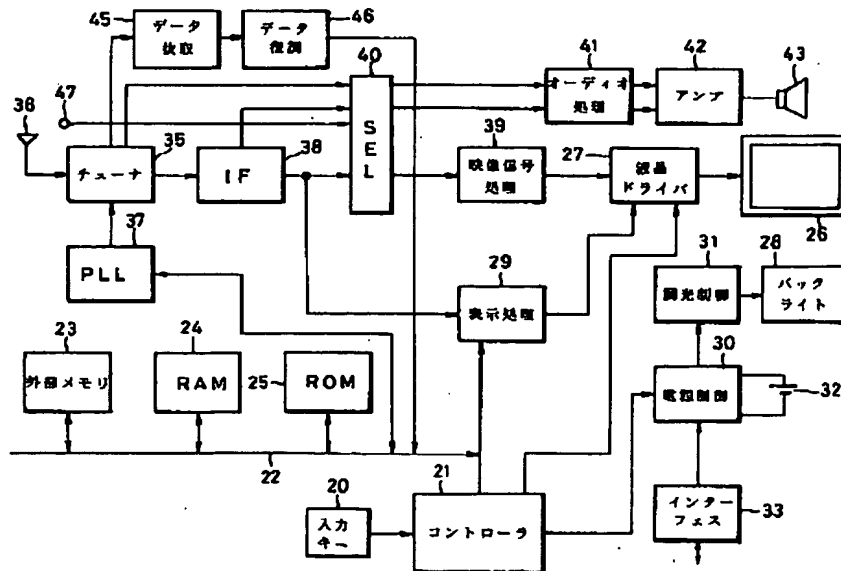 45
データ
抜取
データ
復調
46
40
SEL
41
オーディオ
処理
42
アンプ
43
36
47
チューナ
35
IF
38
39
映像信号
処理
27
液晶
ドライバ
26
37
PLL
29
表示処理
31
調光制御
28
バック
ライト
23
外部メモリ
24
RAM
25
ROM
30
電源制御
32
22
20
入力
キー
21
コントローラ
インター
フェス
33